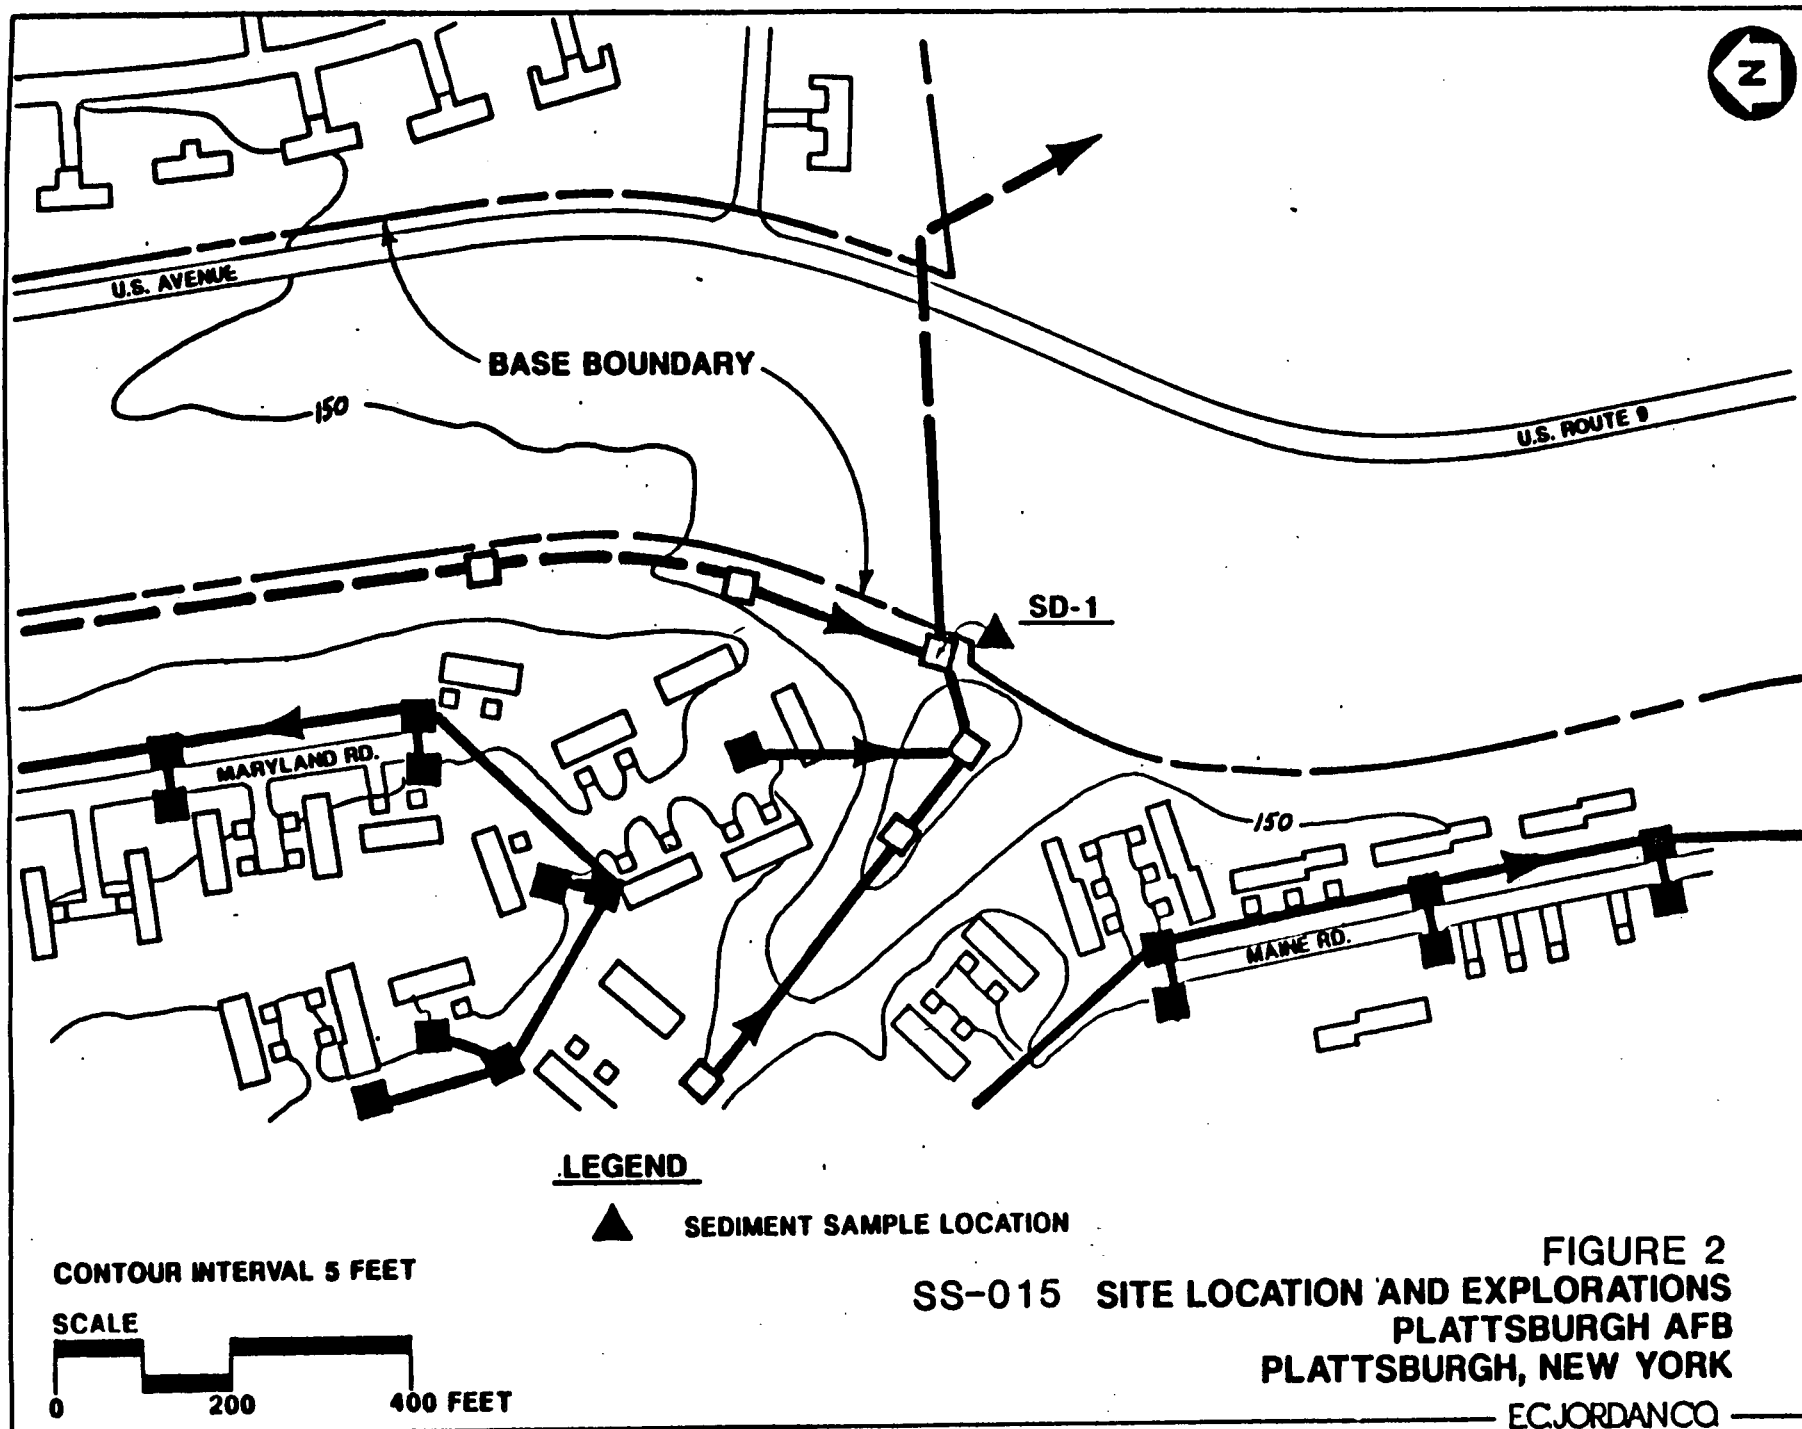 N
U.S. AVENUE
BASE BOUNDARY
150
U.S. ROUTE 9
SD-1
MARYLAND RD.
150
MAINE RD.
LEGEND
SEDIMENT SAMPLE LOCATION
CONTOUR INTERVAL 5 FEET
SCALE
0 200 400 FEET
FIGURE 2
SS-015 SITE LOCATION AND EXPLORATIONS
PLATTSBURGH AFB
PLATTSBURGH, NEW YORK
E.C.JORDAN CO.